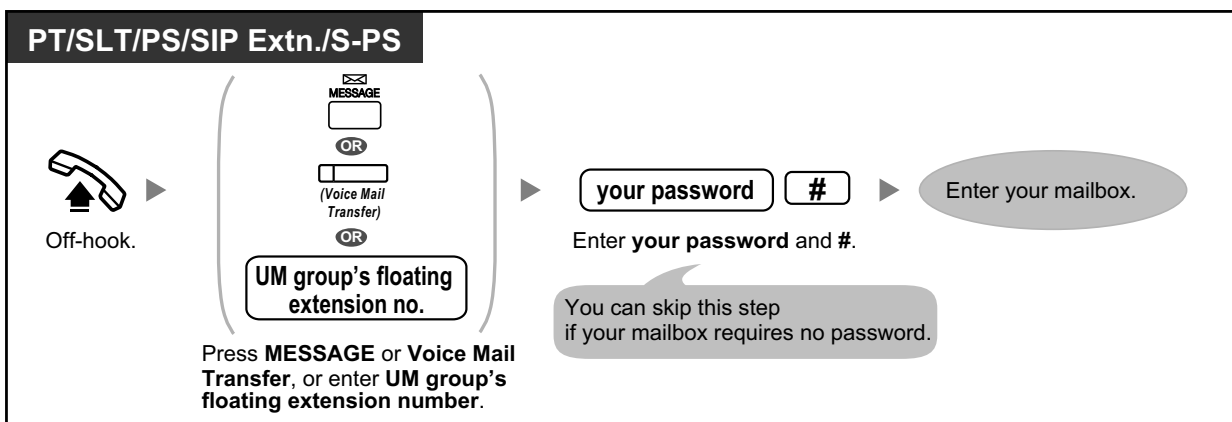 PT/SLT/PS/SIP Extn./S-PS
Off-hook.
MESSAGE
OR
(Voice Mail
Transfer)
OR
UM group’s floating
extension no.
Press MESSAGE or Voice Mail
Transfer, or enter UM group’s
floating extension number.
your password #
Enter your password and #.
You can skip this step
if your mailbox requires no password.
Enter your mailbox.